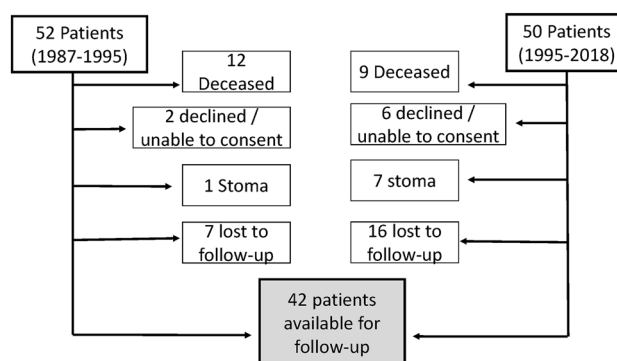 52 Patients
(1987-1995)
50 Patients
(1995-2018)
12
Deceased
9 Deceased
2 declined /
unable to consent
6 declined /
unable to consent
1 Stoma
7 stoma
7 lost to
follow-up
16 lost to
follow-up
42 patients
available for
follow-up